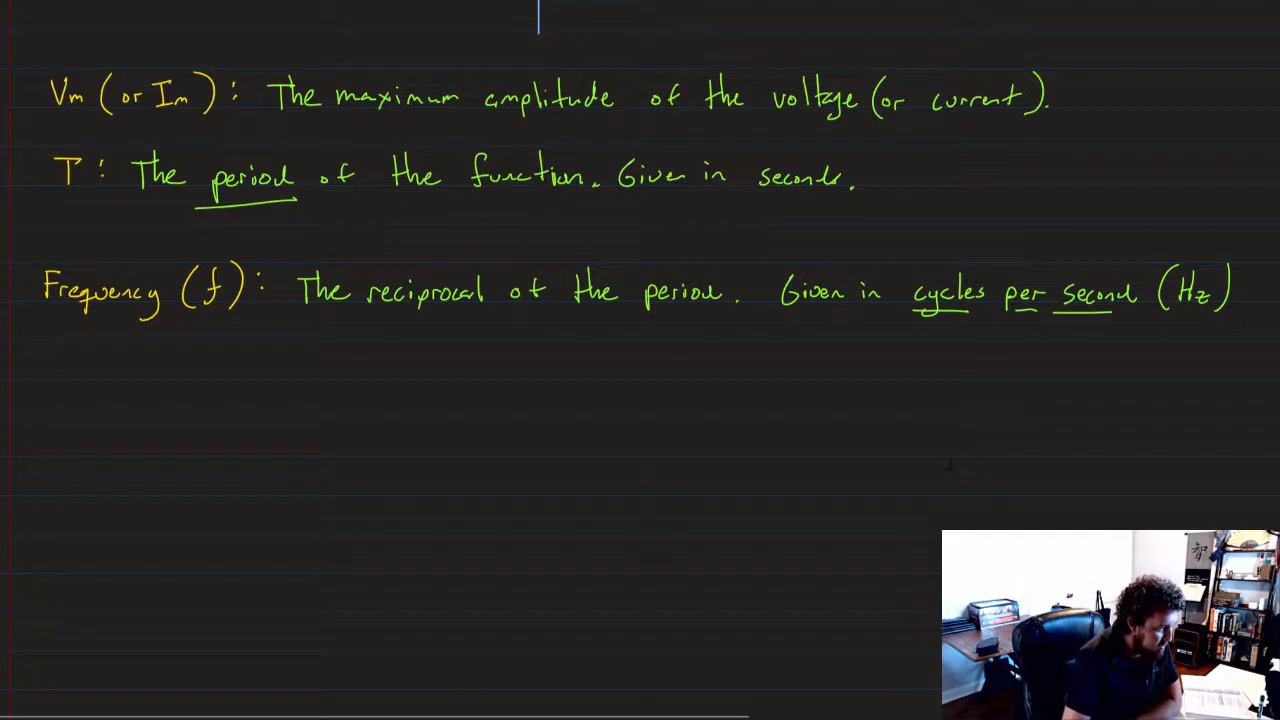 Vm (or Im): The maximum amplitude of the voltage (or current).
T: The period of the function. Given in seconds.
Frequency (f): The reciprocal of the period. Given in cycles per second (Hz)
智